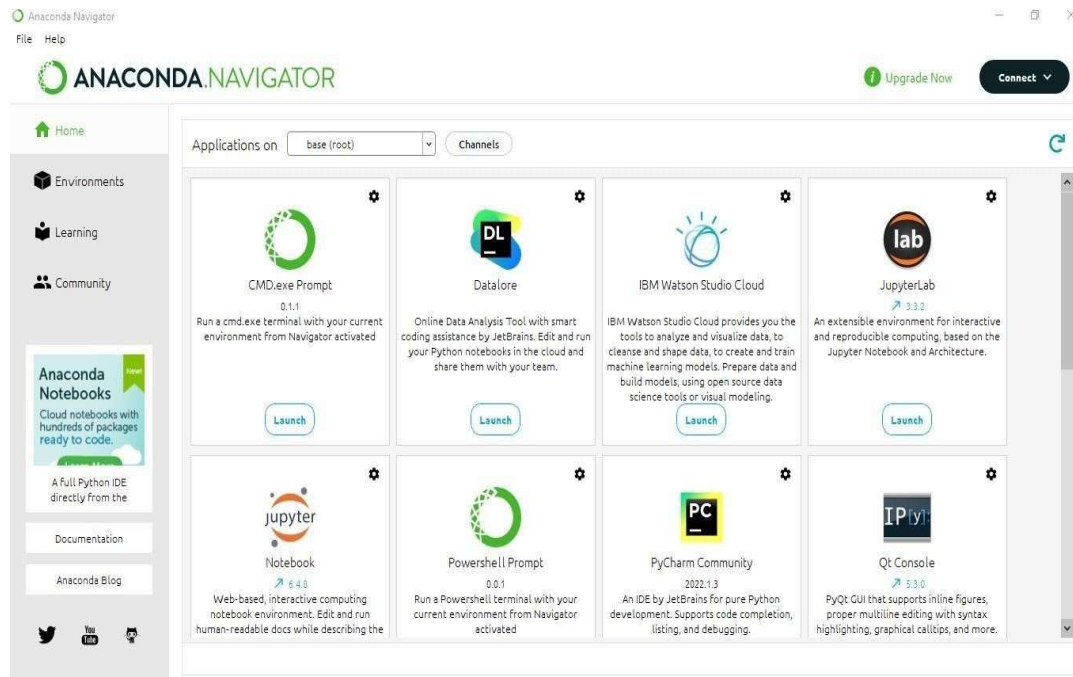 Anaconda Navigator
File Help
ANACONDA.NAVIGATOR
Upgrade Now
Connect
Home
Environments
Learning
Community
Anaconda Notebooks
New!
Cloud notebooks with
hundreds of packages
ready to code.
Learn More
A full Python IDE
directly from the
Documentation
Anaconda Blog
You
Tube
Applications on
base (root)
Channels
CMD.exe Prompt
0.1.1
Run a cmd.exe terminal with your current
environment from Navigator activated
Launch
DL
Datalore
Online Data Analysis Tool with smart
coding assistance by JetBrains. Edit and run
your Python notebooks in the cloud and
share them with your team.
Launch
IBM Watson Studio Cloud
IBM Watson Studio Cloud provides you the
tools to analyze and visualize data, to
cleanse and shape data, to create and train
machine learning models. Prepare data and
build models, using open source data
science tools or visual modeling.
Launch
lab
JupyterLab
3.3.2
An extensible environment for interactive
and reproducible computing, based on the
Jupyter Notebook and Architecture.
Launch
jupyter
Notebook
6.4.8
Web-based, interactive computing
notebook environment. Edit and run
human-readable docs while describing the
Powershell Prompt
0.0.1
Run a Powershell terminal with your
current environment from Navigator
activated
PC
PyCharm Community
2022.1.3
An IDE by JetBrains for pure Python
development. Supports code completion,
listing, and debugging.
IP[y]:
Qt Console
5.3.0
PyQt GUI that supports inline figures,
proper multiline editing with syntax
highlighting, graphical calltips, and more.